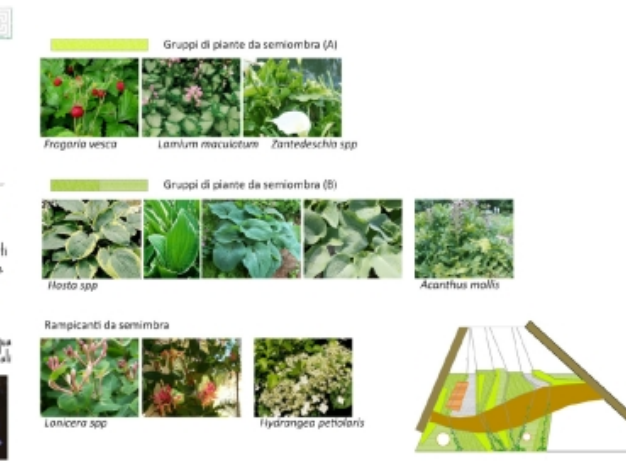 Gruppi di piante da semiombra (A)
Fragaria vesca Lamium maculatum Zantedeschia spp
Gruppi di piante da semiombra (B)
Hosta spp Acanthus mollis
Rampicanti da semimbra
Lonicera spp Hydrangea petiolaris